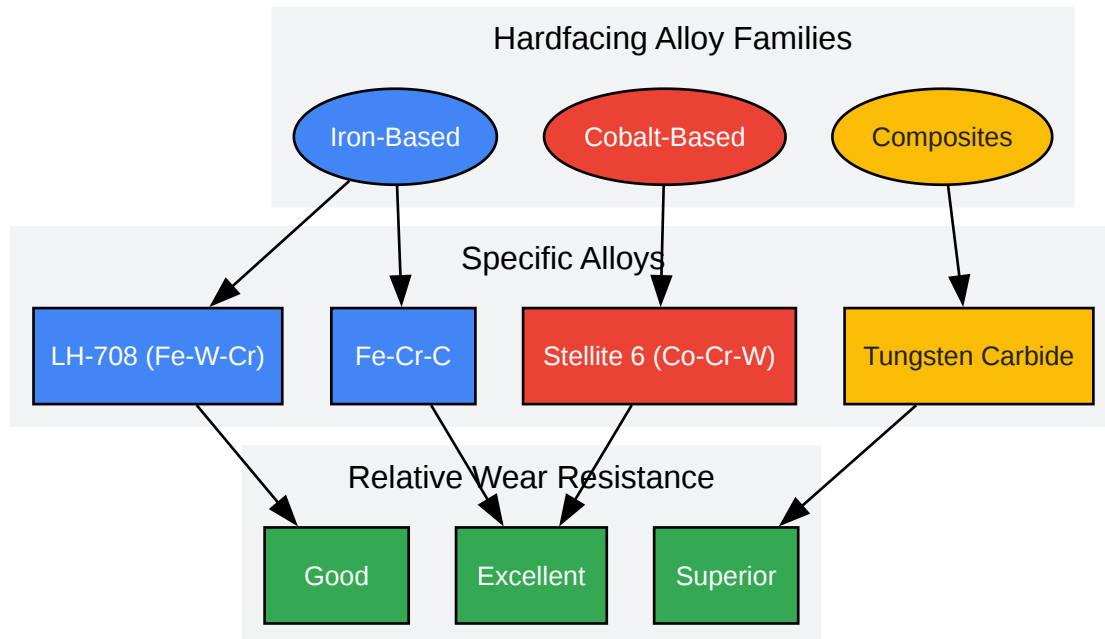 Hardfacing Alloy Families
Iron-Based
Cobalt-Based
Composites
Specific Alloys
LH-708 (Fe-W-Cr)
Fe-Cr-C
Stellite 6 (Co-Cr-W)
Tungsten Carbide
Relative Wear Resistance
Good
Excellent
Superior